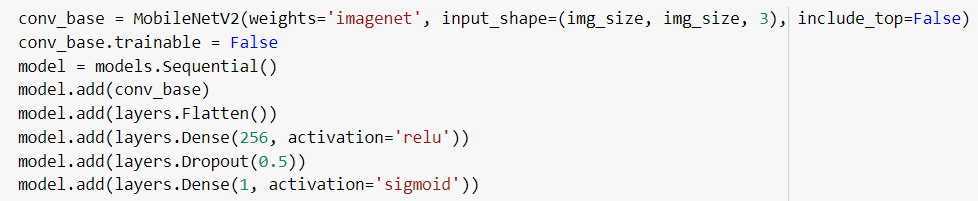 conv_base = MobileNetV2(weights='imagenet', input_shape=(img_size, img_size, 3), include_top=False)
conv_base.trainable = False
model = models.Sequential()
model.add(conv_base)
model.add(layers.Flatten())
model.add(layers.Dense(256, activation='relu'))
model.add(layers.Dropout(0.5))
model.add(layers.Dense(1, activation='sigmoid'))